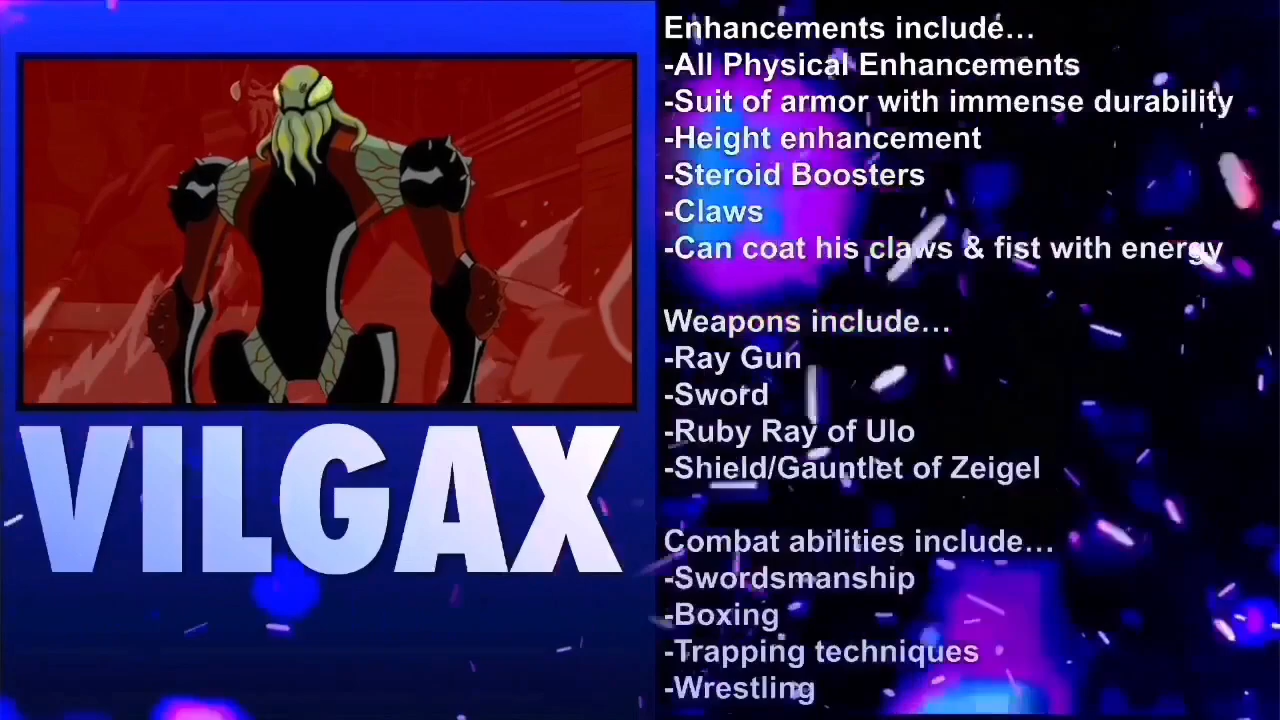 VILGAX
Enhancements include…
-All Physical Enhancements
-Suit of armor with immense durability
-Height enhancement
-Steroid Boosters
-Claws
-Can coat his claws & fist with energy
Weapons include…
-Ray Gun
-Sword
-Ruby Ray of Ulo
-Shield/Gauntlet of Zeigel
Combat abilities include…
-Swordsmanship
-Boxing
-Trapping techniques
-Wrestling